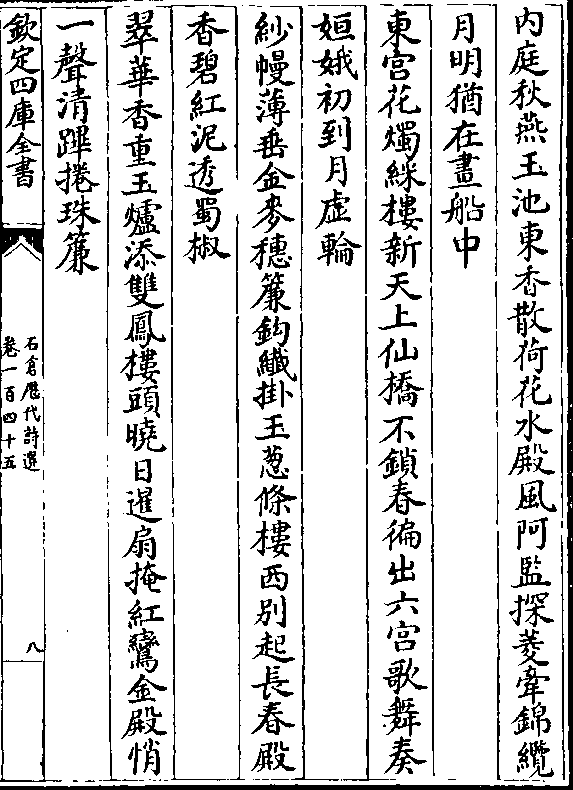 内庭秋燕玉池東香散荷花水殿風阿監探菱牽錦纜
月明猶在畫船中
東宫花燭綵樓新天上仙橋不鎖春徧出六宫歌舞奏
姮娥初到月虛輪
紗幔薄垂金麥穗簾鈎纎掛玉葱條樓西别起長春殿
香碧紅泥透蜀椒
翠華香重玉爐添雙鳳樓頭曉日暹扇掩紅鸞金殿悄
一聲清蹕捲珠簾
欽定四庫全書
石倉歷代詩選
卷一百四十五
八